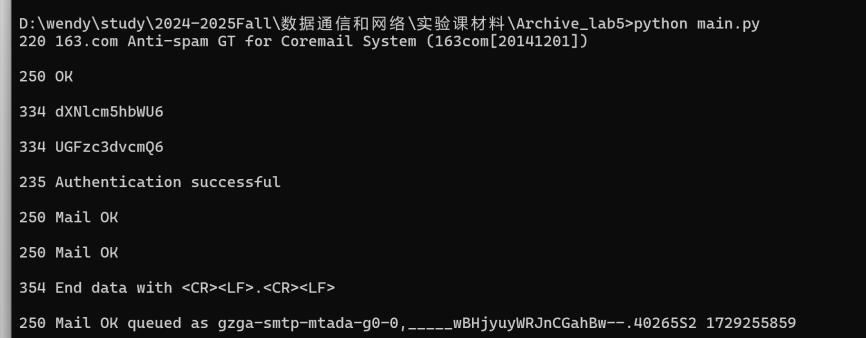 D:\wendy\study\2024-2025Fall\数据通信和网络\实验课材料\Archive_lab5>python main.py
220 163.com Anti-spam GT for Coremail System (163com[20141201])
250 OK
334 dXNlcm5hbWU6
334 UGFzc3dvcmQ6
235 Authentication successful
250 Mail OK
250 Mail OK
354 End data with <CR><LF>.<CR><LF>
250 Mail OK queued as gzga-smtp-mtada-g0-0,_____wBHjyuyWRJnCGahBw--.40265S2 1729255859